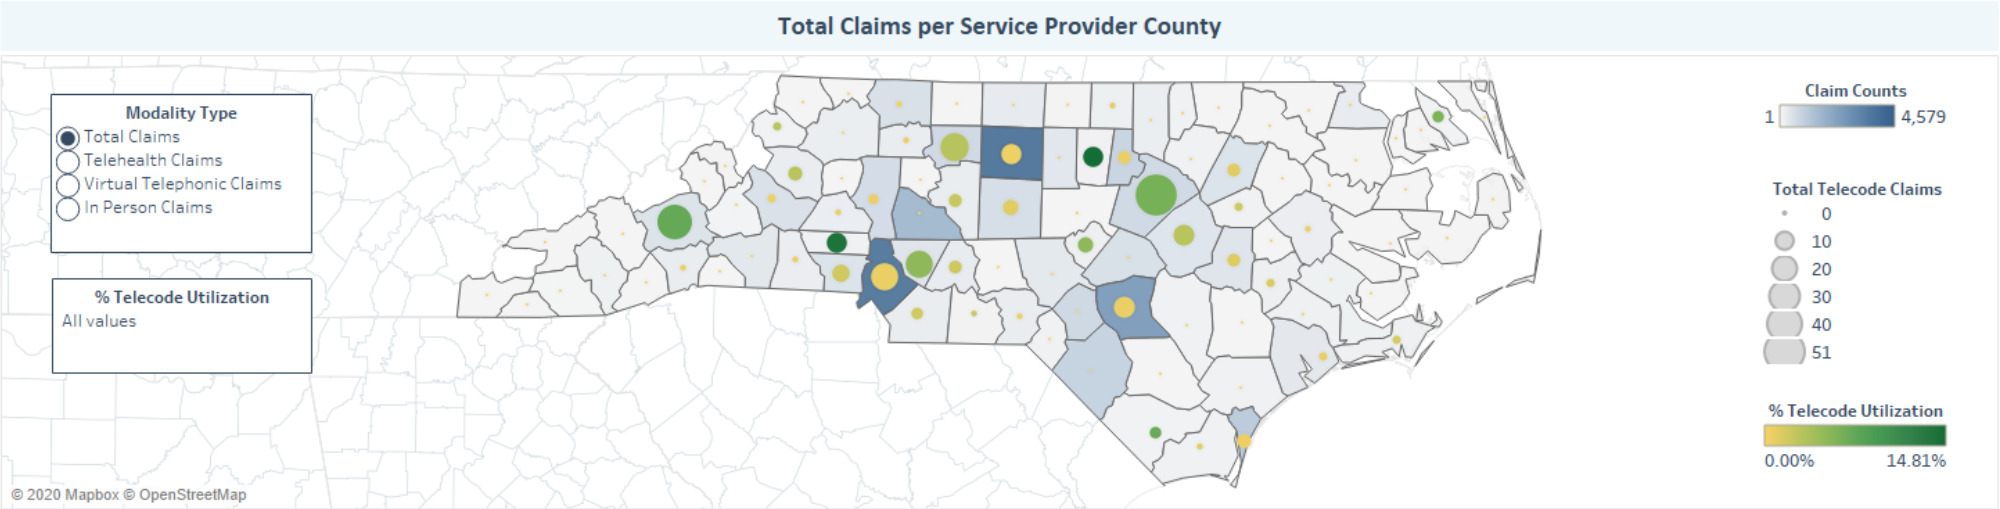 Total Claims per Service Provider County
Modality Type
Total Claims
Telehealth Claims
Virtual Telephonic Claims
In Person Claims
% Telecode Utilization
All values
Claim Counts
1 4,579
Total Telecode Claims
0
10
20
30
40
51
% Telecode Utilization
0.00% 14.81%
© 2020 Mapbox © OpenStreetMap